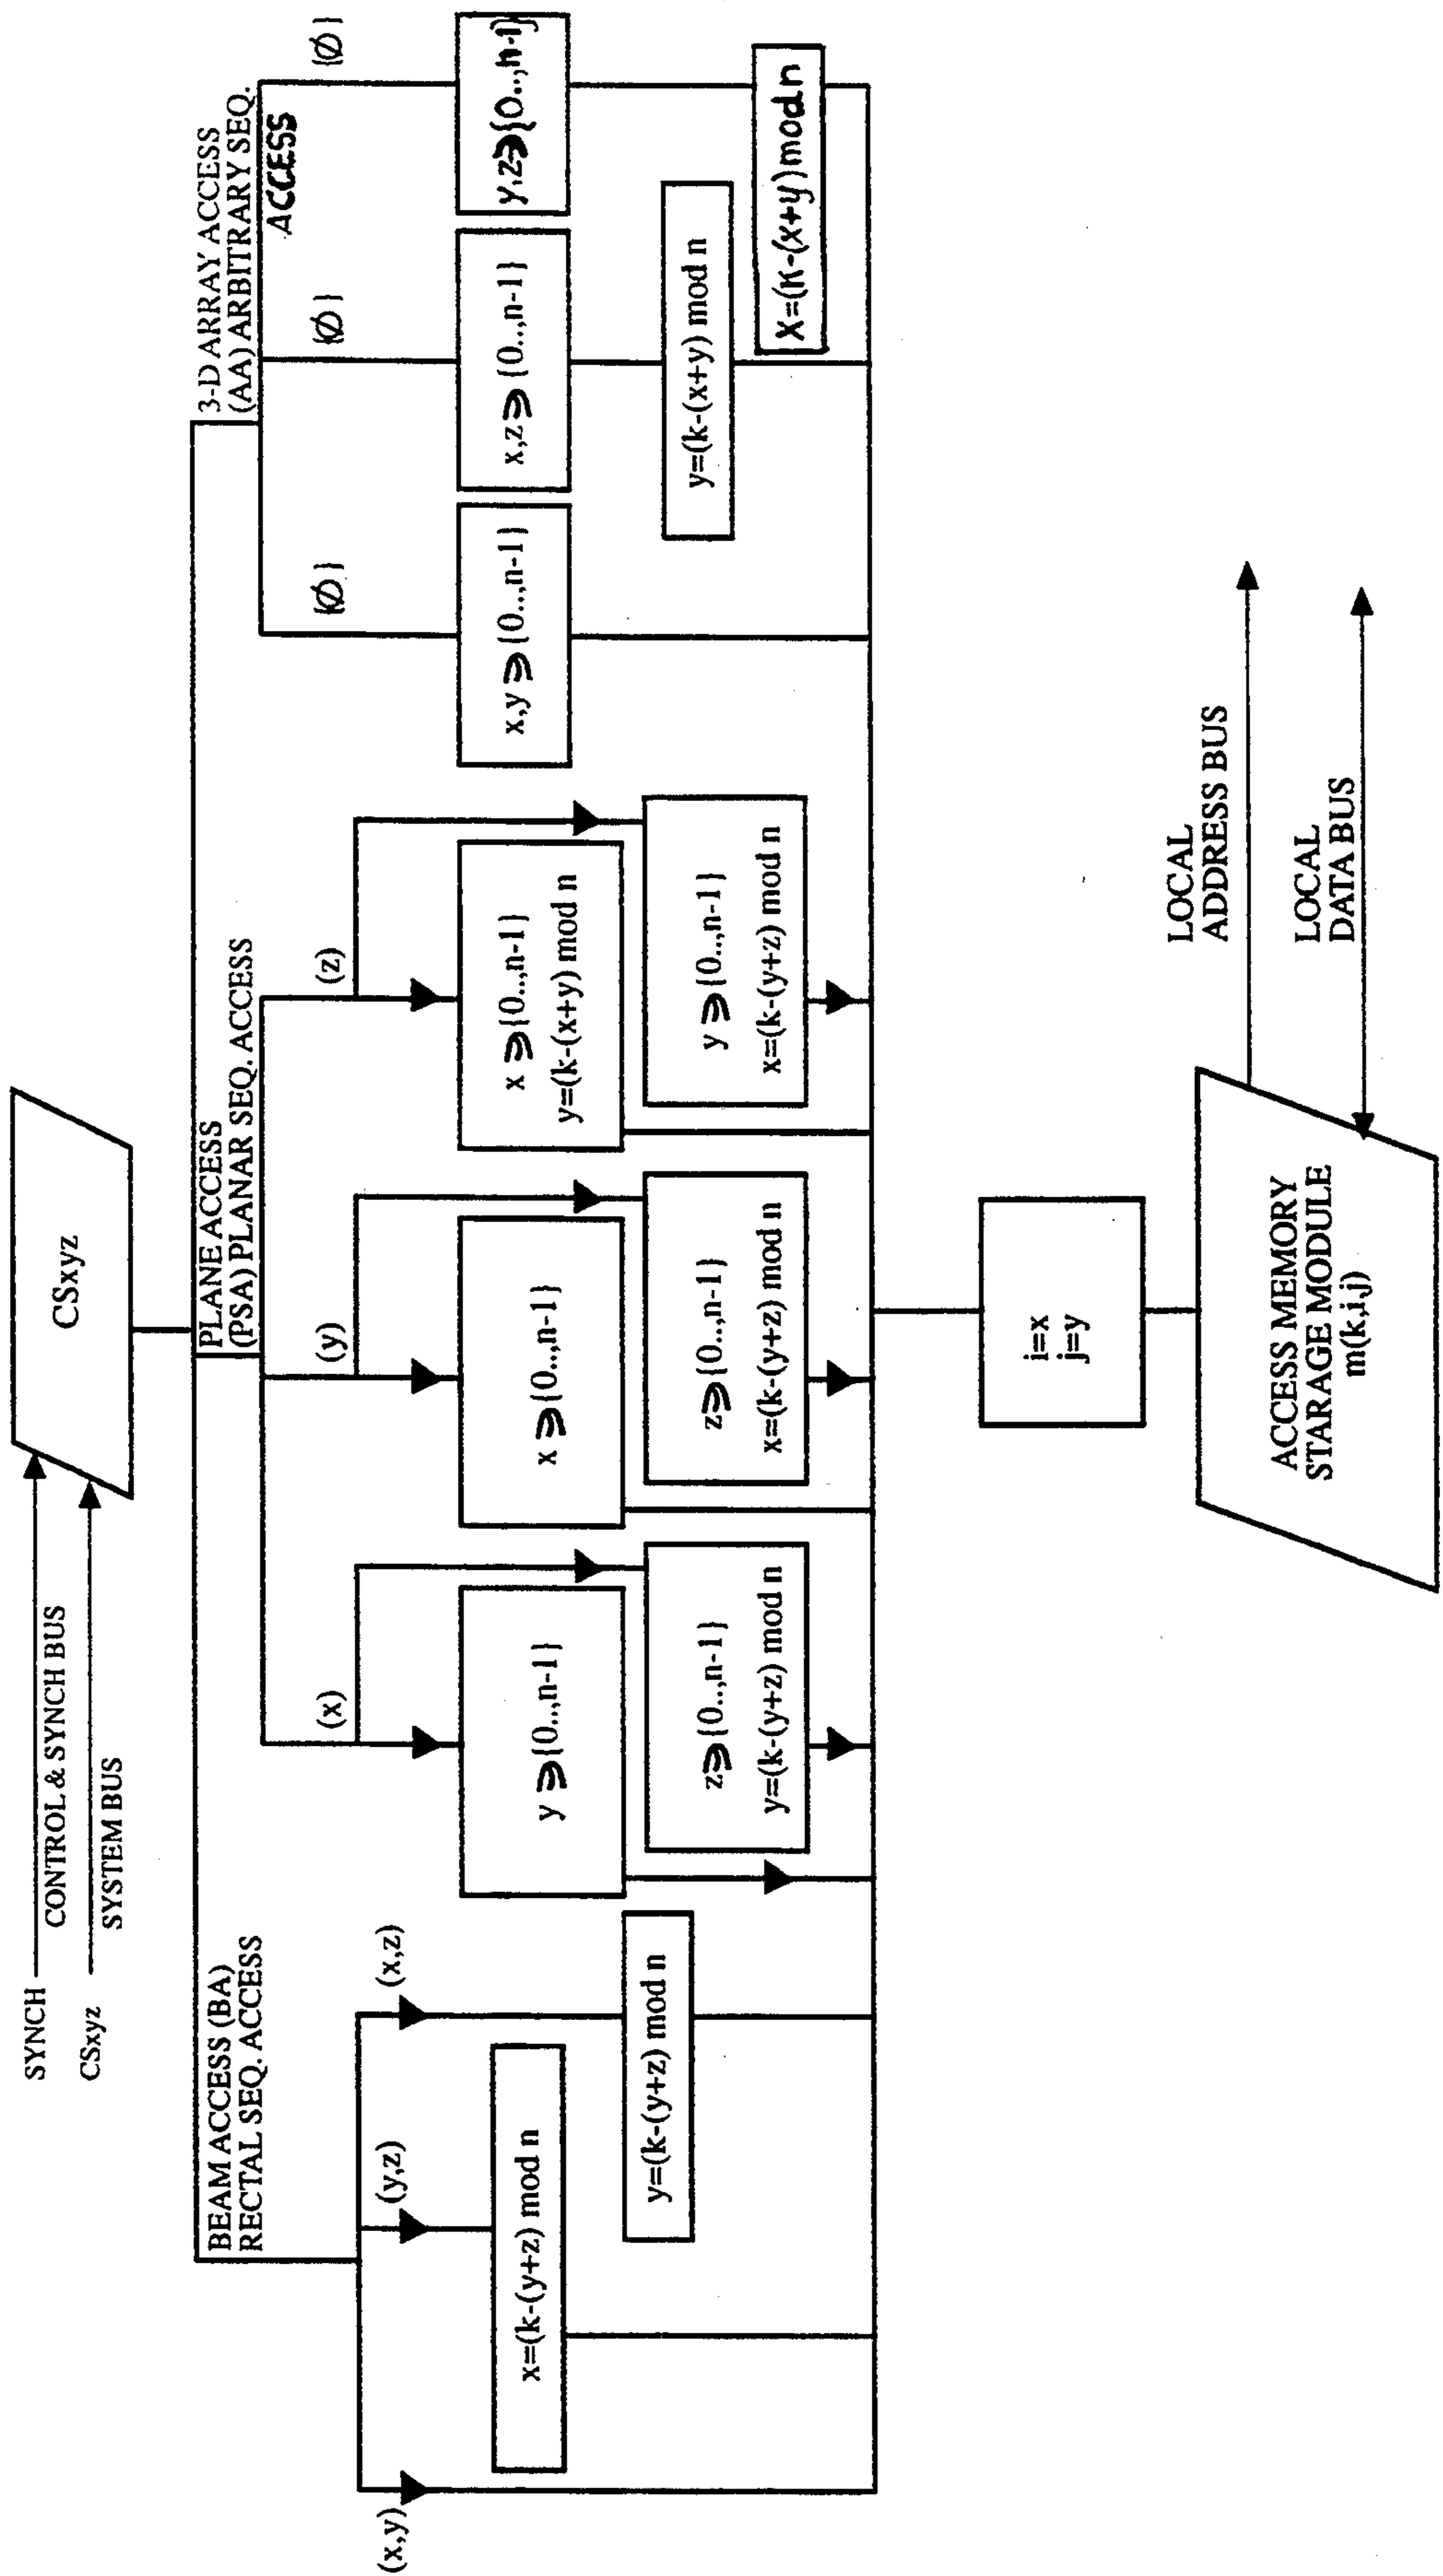 SYNCH
CONTROL & SYNCH BUS
CSxyz
SYSTEM BUS
CSxyz
BEAM ACCESS (BA)
RECTAL SEQ. ACCESS
PLANE ACCESS
(PSA) PLANAR SEQ. ACCESS
3-D ARRAY ACCESS
(AA) ARBITRARY SEQ.
ACCESS
(x,y)
(y,z)
(x,z)
(x)
(y)
(z)
{Ø}
{Ø}
{Ø}
x=(k-(y+z) mod n
y=(k-(y+z) mod n
y ⋺ {0..,n-1}
z ⋺ {0..,n-1}
y=(k-(y+z) mod n
x ⋺ {0..,n-1}
z ⋺ {0..,n-1}
x=(k-(y+z) mod n
x ⋺ {0..,n-1}
y=(k-(x+y) mod n
y ⋺ {0..,n-1}
x=(k-(y+z) mod n
x,y ⋺ {0..,n-1}
x,z ⋺ {0..,n-1}
y=(k-(x+y) mod n
y,z ⋺ {0..,n-1}
X=(K-(x+y) mod n
i=x
j=y
ACCESS MEMORY
STARAGE MODULE
m(k,i,j)
LOCAL
ADDRESS BUS
LOCAL
DATA BUS